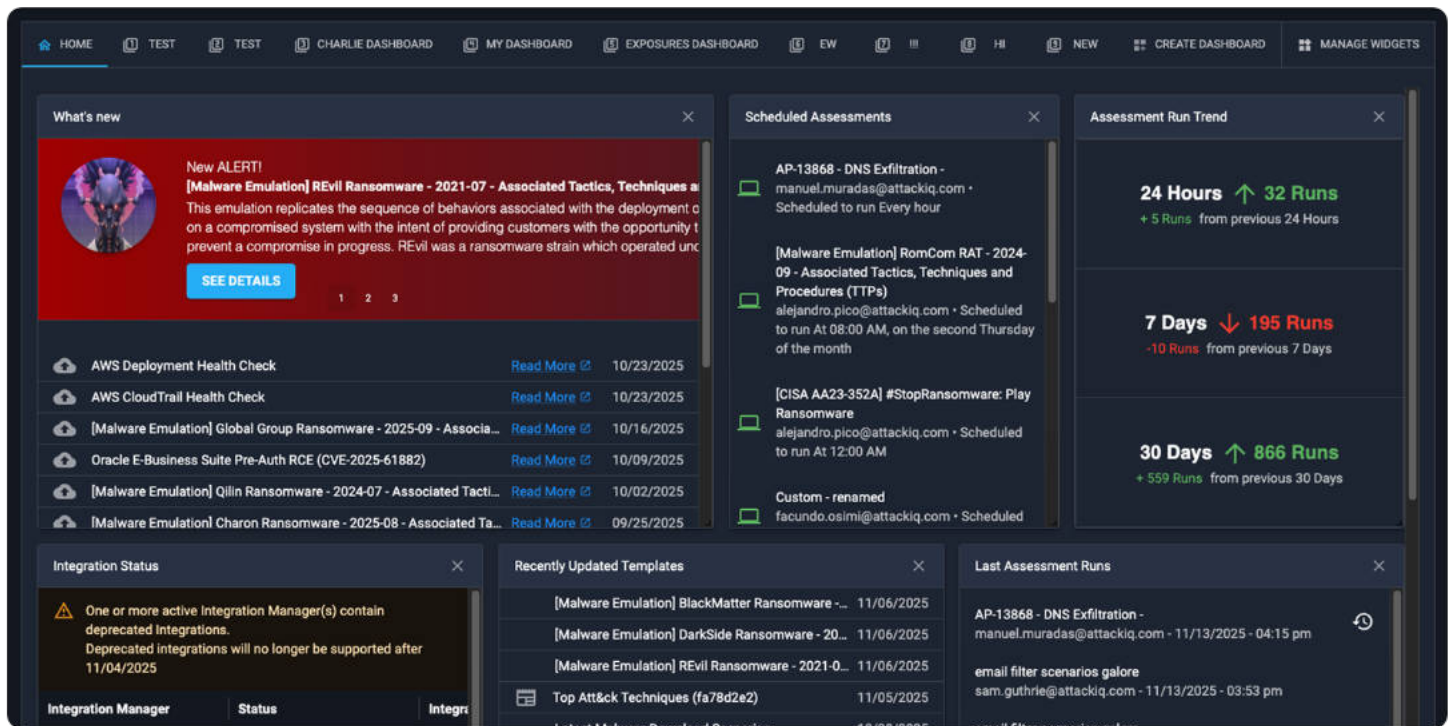 HOME
1 TEST
2 TEST
3 CHARLIE DASHBOARD
4 MY DASHBOARD
5 EXPOSURES DASHBOARD
6 EW
7 !!!
8 HI
9 NEW
CREATE DASHBOARD
MANAGE WIDGETS
What's new
New ALERT!
[Malware Emulation] REvil Ransomware - 2021-07 - Associated Tactics, Techniques a
This emulation replicates the sequence of behaviors associated with the deployment o
on a compromised system with the intent of providing customers with the opportunity t
prevent a compromise in progress. REvil was a ransomware strain which operated und
SEE DETAILS
1 2 3
AWS Deployment Health Check Read More 10/23/2025
AWS CloudTrail Health Check Read More 10/23/2025
[Malware Emulation] Global Group Ransomware - 2025-09 - Associa... Read More 10/16/2025
Oracle E-Business Suite Pre-Auth RCE (CVE-2025-61882) Read More 10/09/2025
[Malware Emulation] Qilin Ransomware - 2024-07 - Associated Tacti... Read More 10/02/2025
[Malware Emulation] Charon Ransomware - 2025-08 - Associated Ta... Read More 09/25/2025
Scheduled Assessments
AP-13868 - DNS Exfiltration -
manuel.muradas@attackiq.com •
Scheduled to run Every hour
[Malware Emulation] RomCom RAT - 2024-
09 - Associated Tactics, Techniques and
Procedures (TTPs)
alejandro.pico@attackiq.com • Scheduled
to run At 08:00 AM, on the second Thursday
of the month
[CISA AA23-352A] #StopRansomware: Play
Ransomware
alejandro.pico@attackiq.com • Scheduled
to run At 12:00 AM
Custom - renamed
facundo.osimi@attackiq.com • Scheduled
Assessment Run Trend
24 Hours ↑ 32 Runs
+ 5 Runs from previous 24 Hours
7 Days ↓ 195 Runs
-10 Runs from previous 7 Days
30 Days ↑ 866 Runs
+ 559 Runs from previous 30 Days
Integration Status
One or more active Integration Manager(s) contain
deprecated Integrations.
Deprecated integrations will no longer be supported after
11/04/2025
Integration Manager Status Integra
Recently Updated Templates
[Malware Emulation] BlackMatter Ransomware -... 11/06/2025
[Malware Emulation] DarkSide Ransomware - 20... 11/06/2025
[Malware Emulation] REvil Ransomware - 2021-0... 11/06/2025
Top Att&ck Techniques (fa78d2e2) 11/05/2025
Last Assessment Runs
AP-13868 - DNS Exfiltration -
manuel.muradas@attackiq.com - 11/13/2025 - 04:15 pm
email filter scenarios galore
sam.guthrie@attackiq.com - 11/13/2025 - 03:53 pm